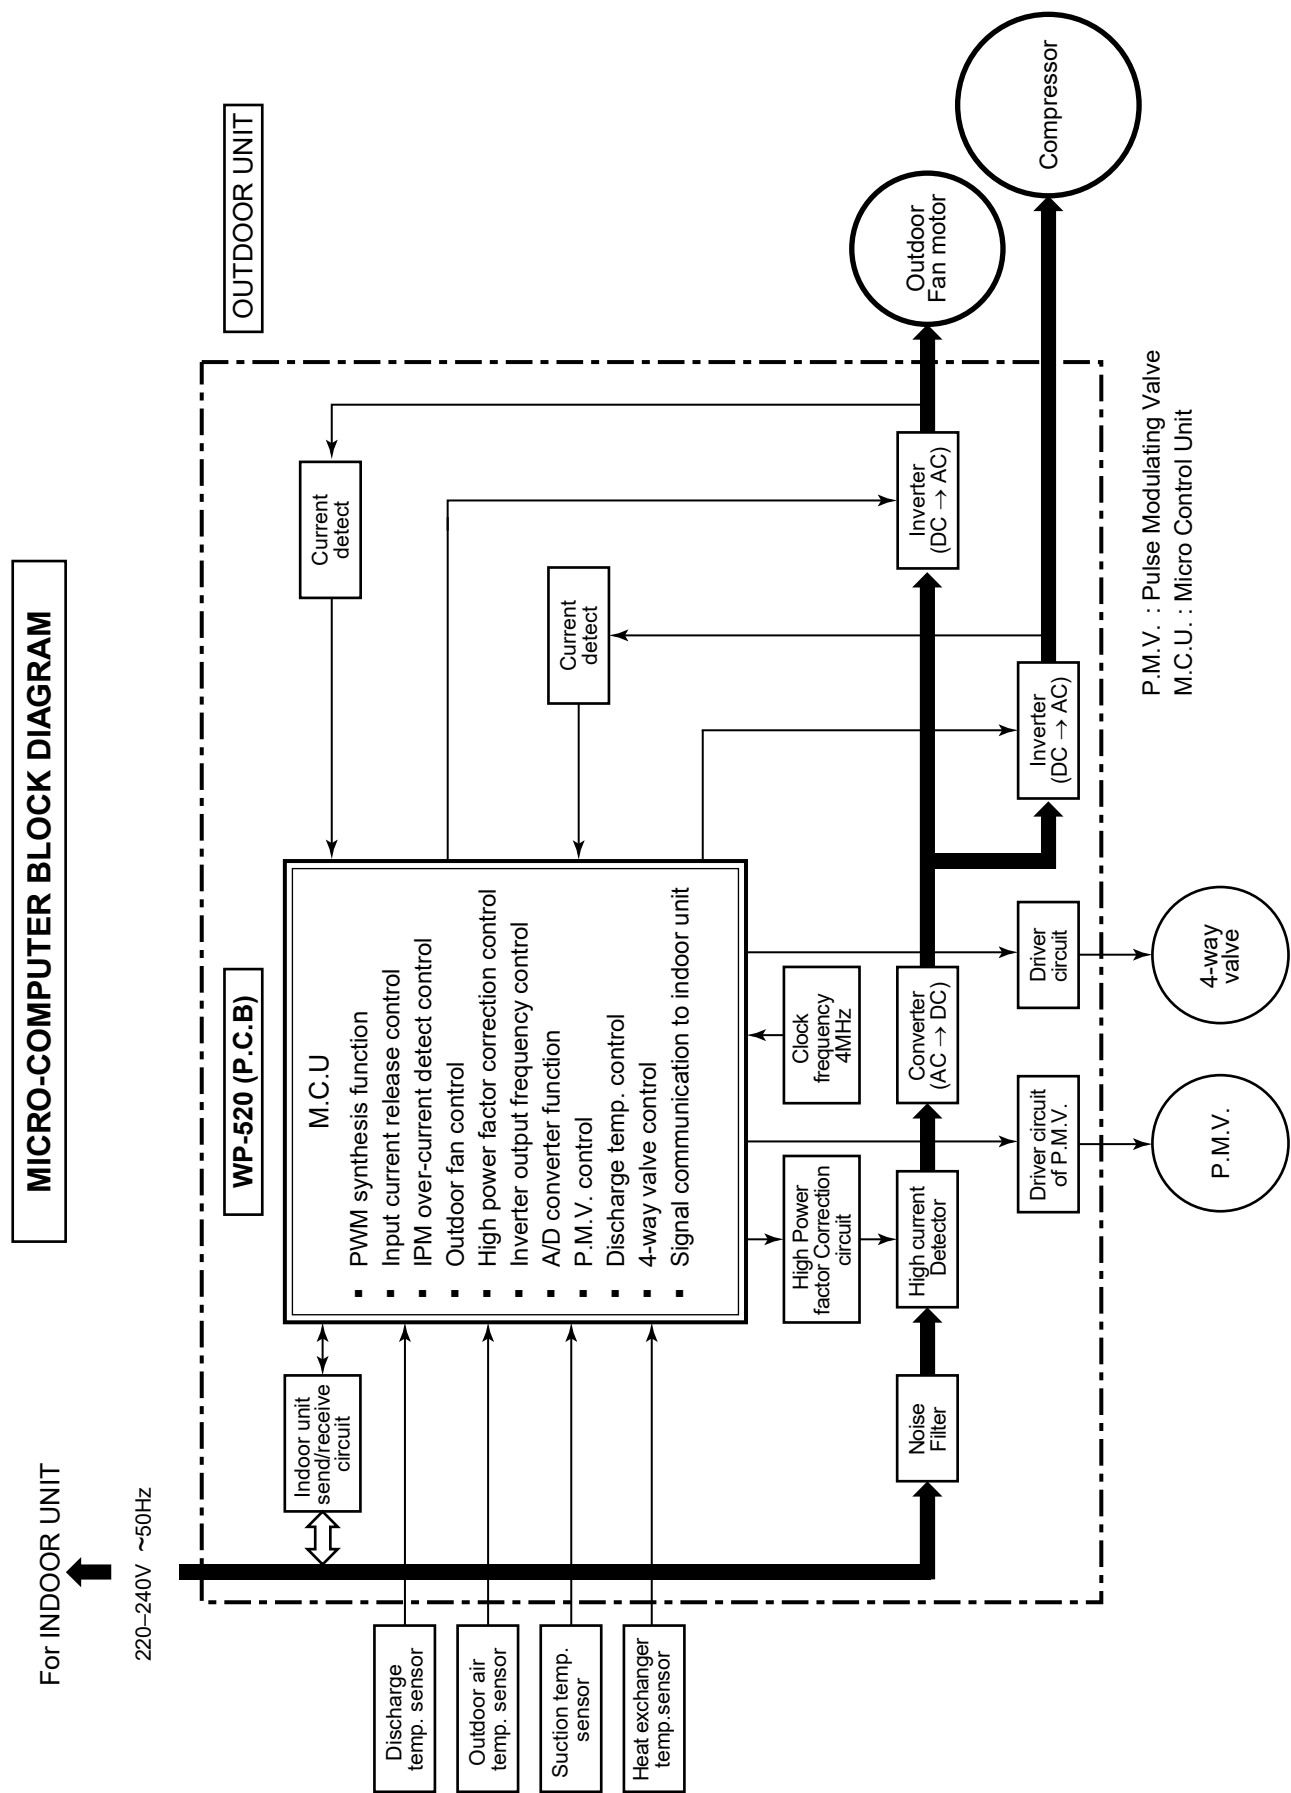 MICRO-COMPUTER BLOCK DIAGRAM
For INDOOR UNIT
220–240V ~50Hz
WP-520 (P.C.B)
OUTDOOR UNIT
Indoor unit
send/receive
circuit
M.C.U
▪ PWM synthesis function
▪ Input current release control
▪ IPM over-current detect control
▪ Outdoor fan control
▪ High power factor correction control
▪ Inverter output frequency control
▪ A/D converter function
▪ P.M.V. control
▪ Discharge temp. control
▪ 4-way valve control
▪ Signal communication to indoor unit
Current
detect
Current
detect
Discharge
temp. sensor
Outdoor air
temp. sensor
Suction temp.
sensor
Heat exchanger
temp.sensor
High Power
factor Correction
circuit
Clock
frequency
4MHz
Noise
Filter
High current
Detector
Converter
(AC → DC)
Inverter
(DC → AC)
Outdoor
Fan motor
Driver circuit
of P.M.V.
Driver
circuit
Inverter
(DC → AC)
Compressor
P.M.V.
4-way
valve
P.M.V. : Pulse Modulating Valve
M.C.U. : Micro Control Unit